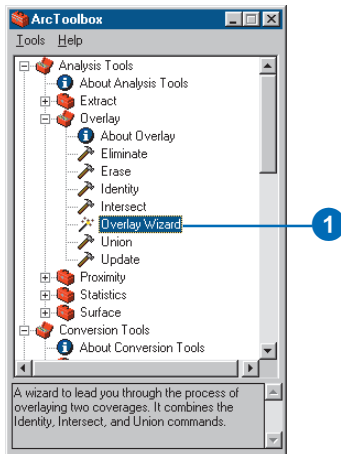 ArcToolbox
Tools Help
Analysis Tools
About Analysis Tools
Extract
Overlay
About Overlay
Eliminate
Erase
Identity
Intersect
Overlay Wizard
1
Union
Update
Proximity
Statistics
Surface
Conversion Tools
About Conversion Tools
A wizard to lead you through the process of
overlaying two coverages. It combines the
Identity, Intersect, and Union commands.